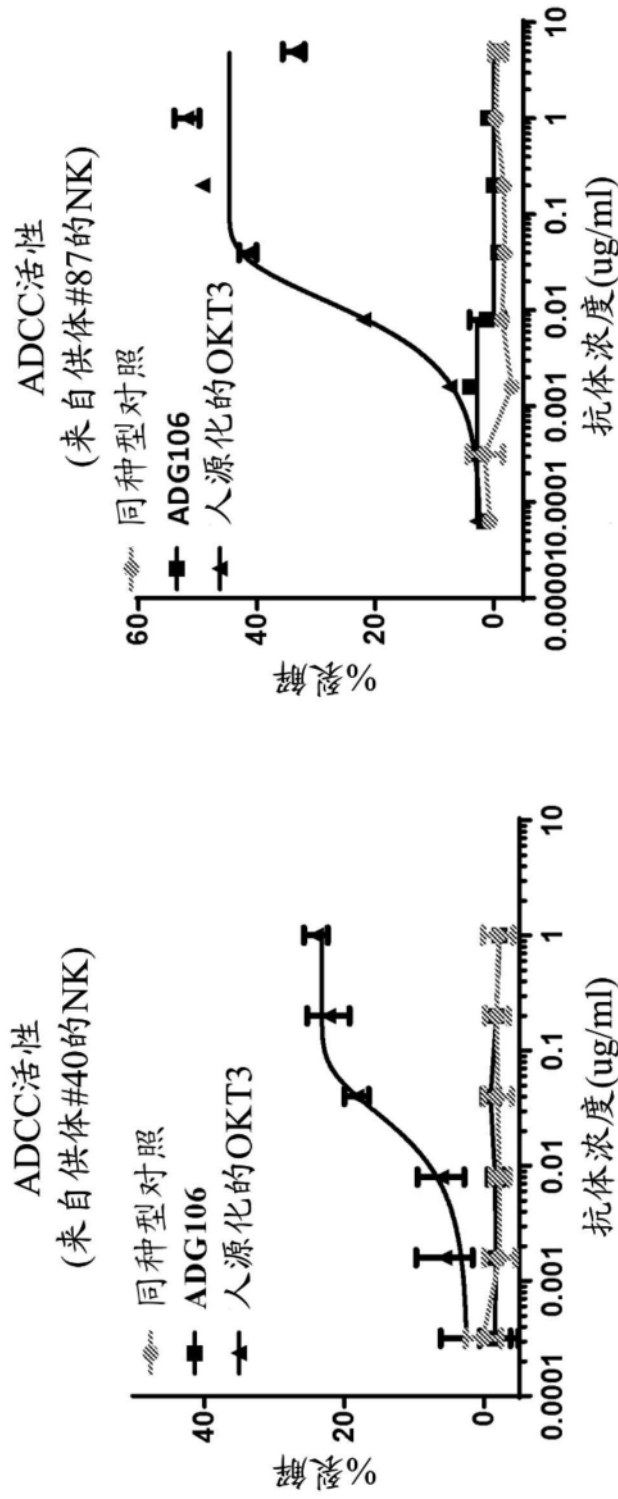 ADCC活性
(来自供体#40的NK)
同种型对照
ADG106
人源化的OKT3
%裂解
40
20
0
0.0001 0.001 0.01 0.1 1 10
抗体浓度(ug/ml)
ADCC活性
(来自供体#87的NK)
同种型对照
ADG106
人源化的OKT3
%裂解
60
40
20
0
0.000010.0001 0.001 0.01 0.1 1 10
抗体浓度(ug/ml)